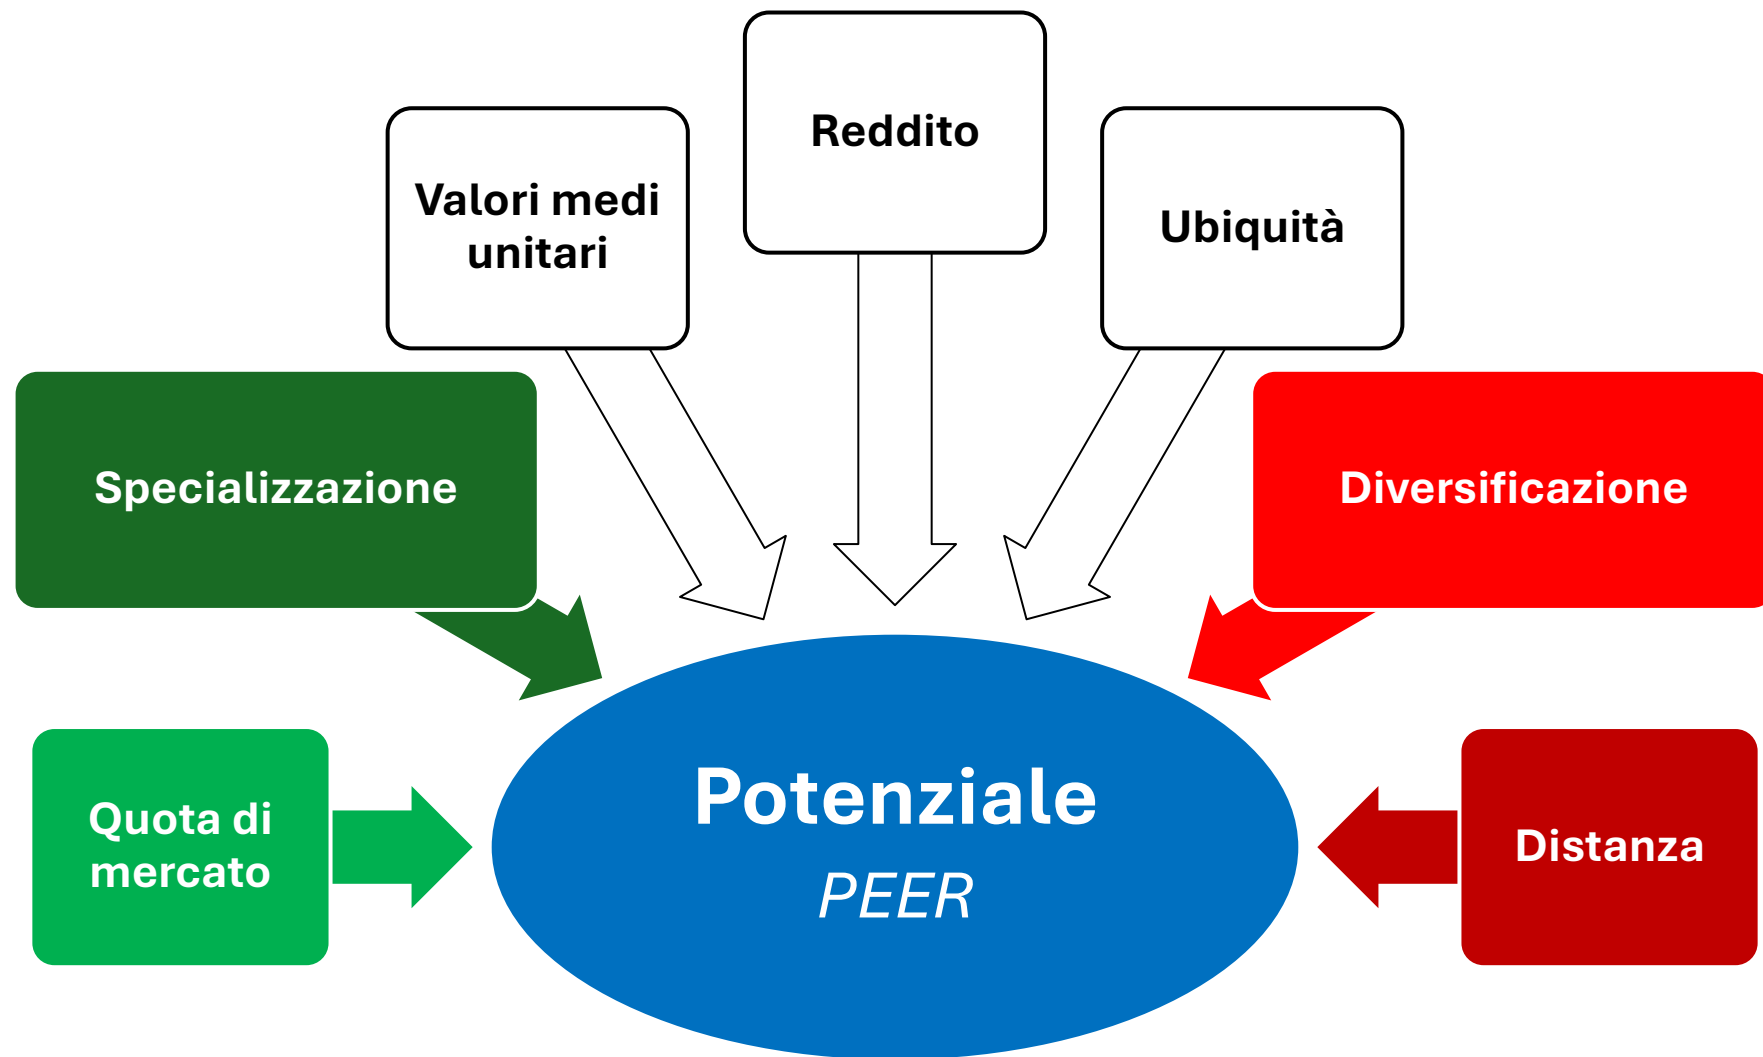 Reddito
Valori medi
unitari
Ubiquità
Specializzazione
Diversificazione
Quota di
mercato
Potenziale
PEER
Distanza